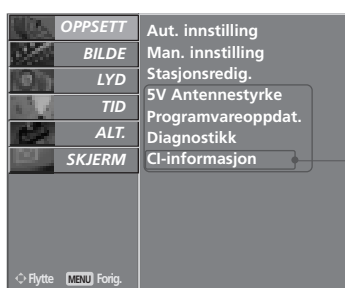 OPPSETT
BILDE
LYD
TID
ALT.
SKJERM
Aut. innstilling
Man. innstilling
Stasjonsredig.
5V Antennestyrke
Programvareoppdat.
Diagnostikk
CI-informasjon
Flytte MENU Forig.